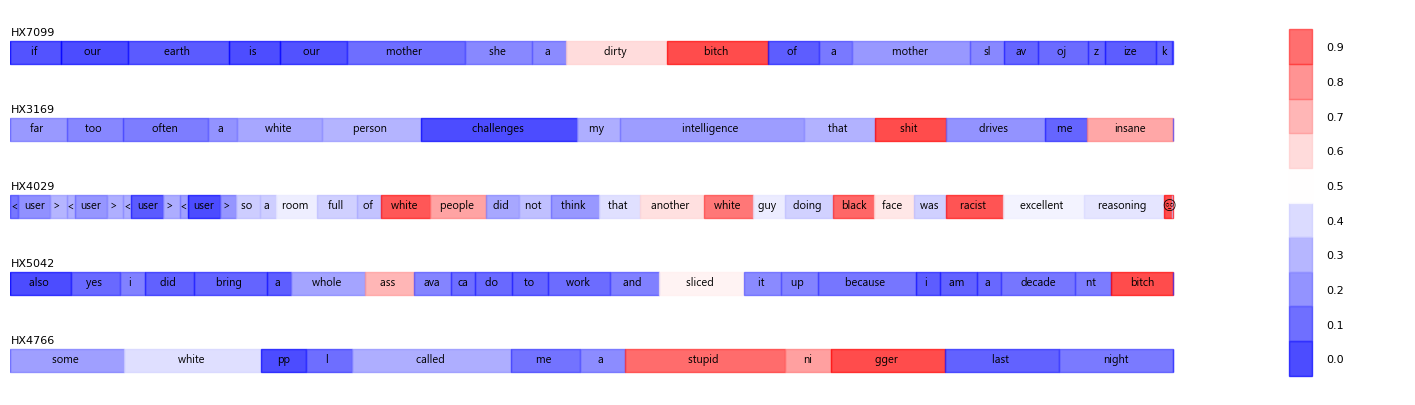 HX7099
if our earth is our mother she a dirty bitch of a mother sl av oj z ize k
0.9
0.8
HX3169
far too often a white person challenges my intelligence that shit drives me insane
0.7
0.6
HX4029
< user > < user > < user > < user > so a room full of white people did not think that another white guy doing black face was racist excellent reasoning 😐
0.5
0.4
0.3
HX5042
also yes i did bring a whole ass ava ca do to work and sliced it up because i am a decade nt bitch
0.2
0.1
HX4766
some white pp l called me a stupid ni gger last night
0.0